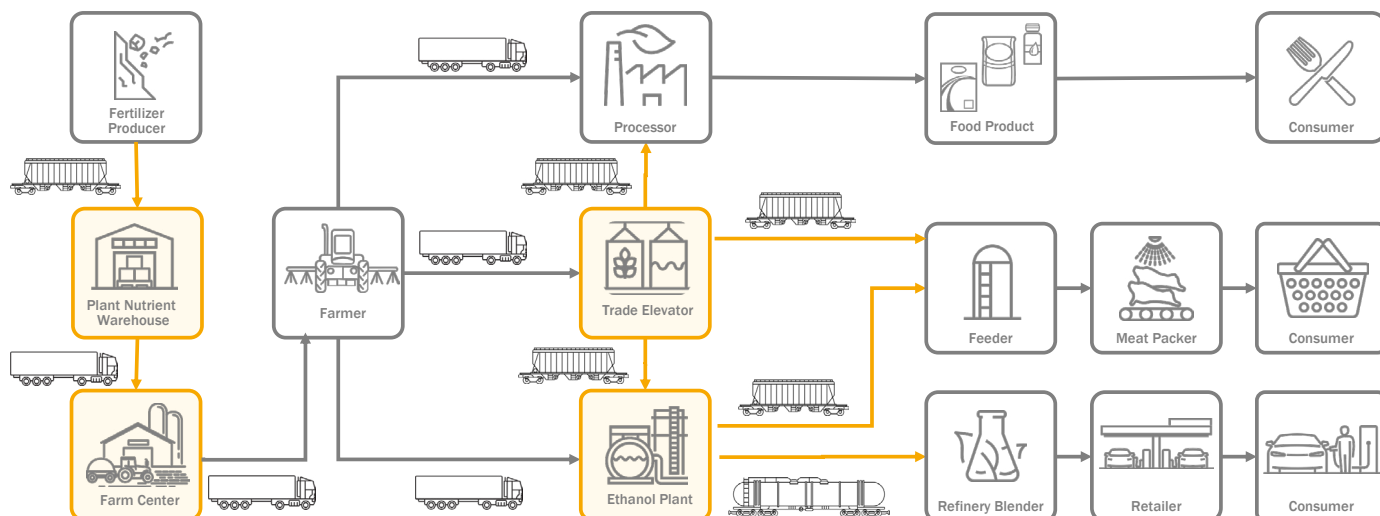 Fertilizer
Producer
Processor
Food Product
Consumer
Plant Nutrient
Warehouse
Farmer
Trade Elevator
Feeder
Meat Packer
Consumer
Farm Center
Ethanol Plant
Refinery Blender
Retailer
Consumer